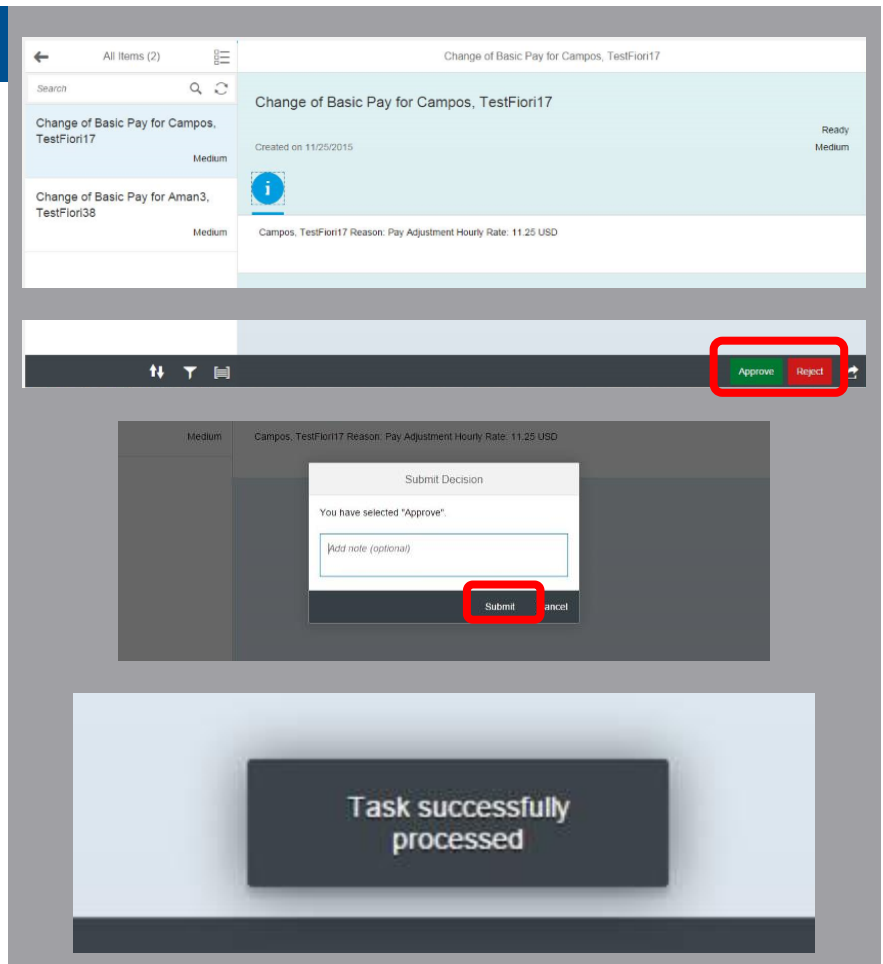 All Items (2)
Change of Basic Pay for Campos, TestFiori17
Search
Change of Basic Pay for Campos,
TestFiori17
Medium
Change of Basic Pay for Aman3,
TestFiori38
Medium
Change of Basic Pay for Campos, TestFiori17
Ready
Created on 11/25/2015
Medium
i
Campos, TestFiori17 Reason: Pay Adjustment Hourly Rate: 11.25 USD
Approve Reject
Medium
Campos, TestFiori17 Reason: Pay Adjustment Hourly Rate: 11.25 USD
Submit Decision
You have selected "Approve".
Add note (optional)
Submit ancel
Task successfully
processed